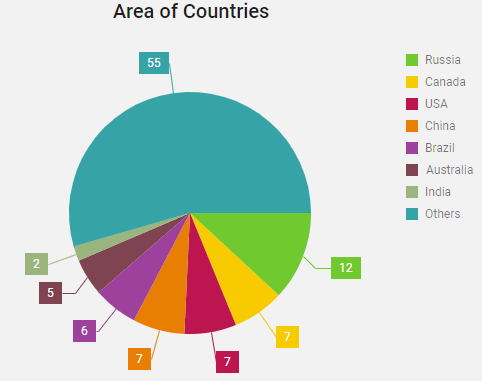 Area of Countries
55
Russia
Canada
USA
China
Brazil
Australia
India
Others
2
12
5
6
7
7
7